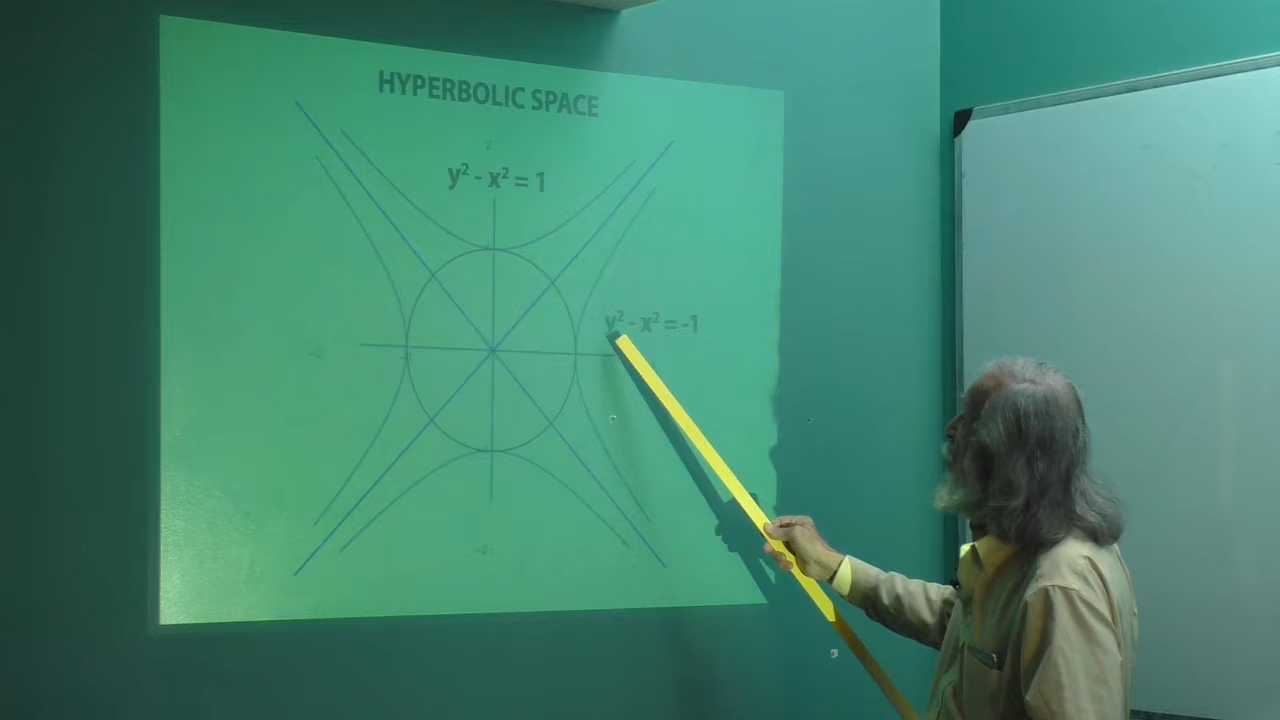 HYPERBOLIC SPACE
y² - x² = 1
y² - x² = -1